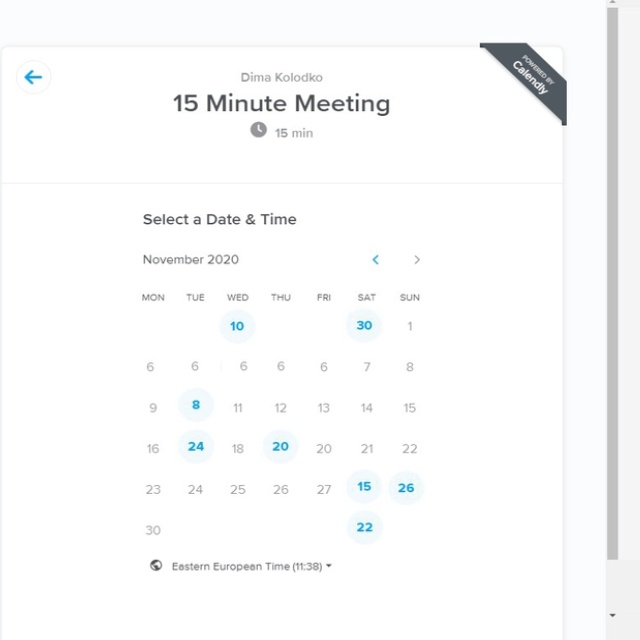 POWERED BY
Calendly
Dima Kolodko
15 Minute Meeting
15 min
Select a Date & Time
November 2020
MON TUE WED THU FRI SAT SUN
10 30 1
6 6 6 6 6 7 8
9 8 11 12 13 14 15
16 24 18 20 20 21 22
23 24 25 26 27 15 26
30 22
Eastern European Time (11:38)